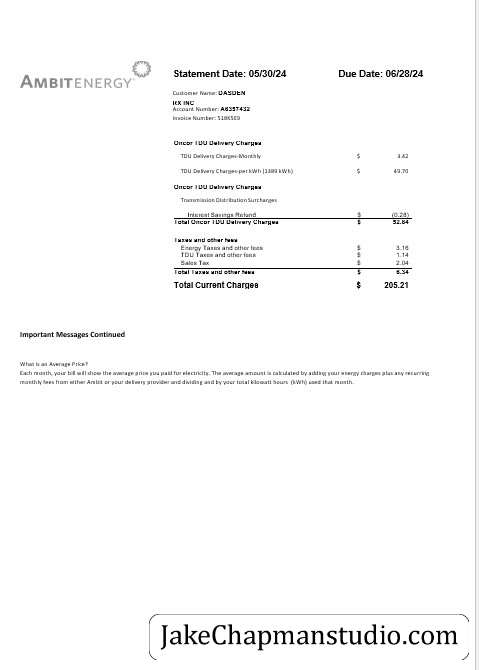 AMBITENERGY
Statement Date: 05/30/24 Due Date: 06/28/24
Customer Name: DASDEN
RX INC
Account Number: A6357432
Invoice Number: 518K5E9
Oncor TDU Delivery Charges
TDU Delivery Charges-Monthly $ 3.42
TDU Delivery Charges-per kWh (1389 kWh) $ 49.70
Oncor TDU Delivery Charges
Transmission Distribution Surcharges
Interest Savings Refund $ (0.28)
Total Oncor TDU Delivery Charges $ 52.84
Taxes and other fees
Energy Taxes and other fees $ 3.16
TDU Taxes and other fees $ 1.14
Sales Tax $ 2.04
Total Taxes and other fees $ 6.34
Total Current Charges $ 205.21
Important Messages Continued
What is an Average Price?
Each month, your bill will show the average price you paid for electricity. The average amount is calculated by adding your energy charges plus any recurring
monthly fees from either Ambit or your delivery provider and dividing and by your total kilowatt hours (kWh) used that month.
JakeChapmanstudio.com